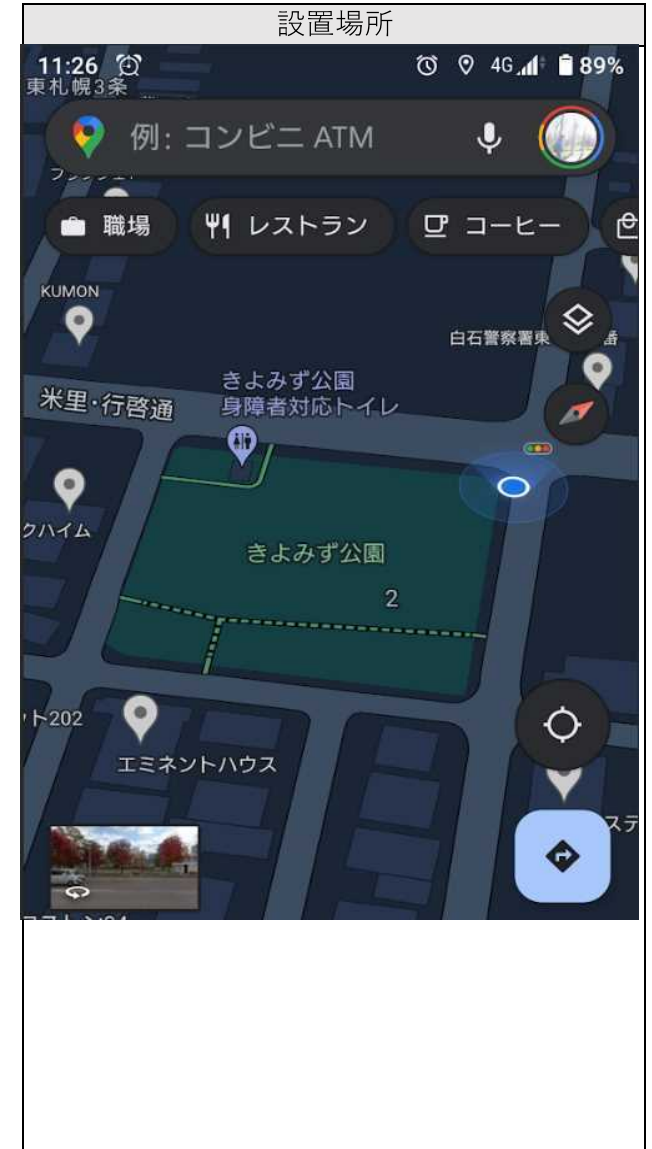 設置場所
11:26
4G
89%
東札幌3条
例: コンビニ ATM
職場
レストラン
コーヒー
KUMON
白石警察署東
番
きよみず公園
身障者対応トイレ
米里・行啓通
クハイム
きよみず公園
2
ット202
エミネントハウス
ステ